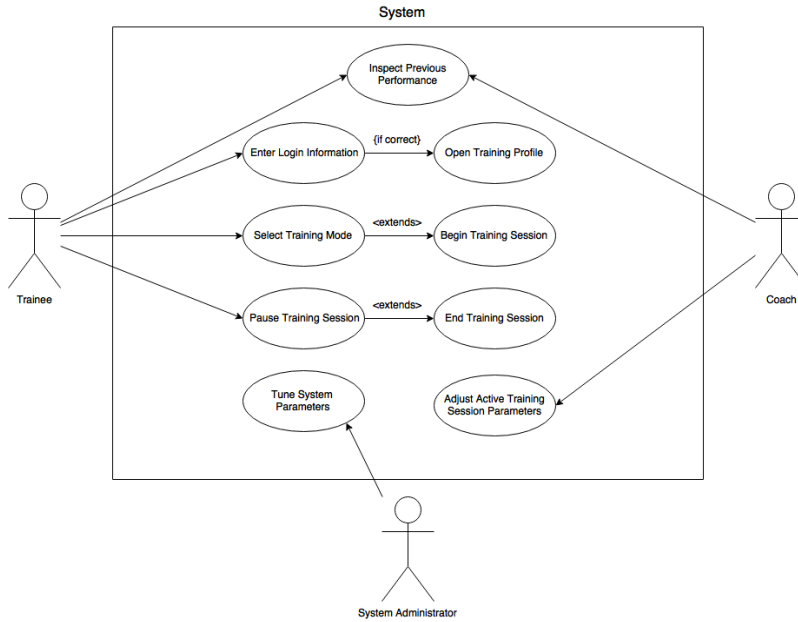 System
Inspect Previous
Performance
Enter Login Information
{if correct}
Open Training Profile
Select Training Mode
<extends>
Begin Training Session
Trainee
Coach
Pause Training Session
<extends>
End Training Session
Tune System
Parameters
Adjust Active Training
Session Parameters
System Administrator